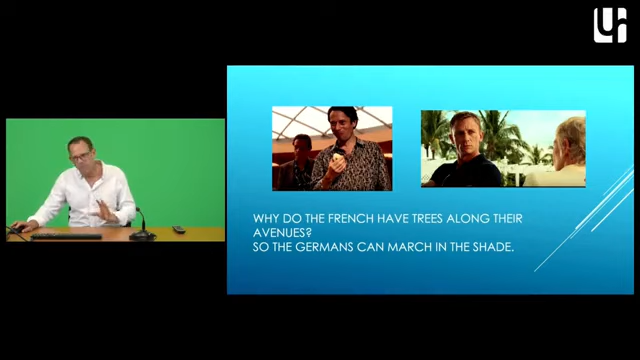 WHY DO THE FRENCH HAVE TREES ALONG THEIR
AVENUES?
SO THE GERMANS CAN MARCH IN THE SHADE.